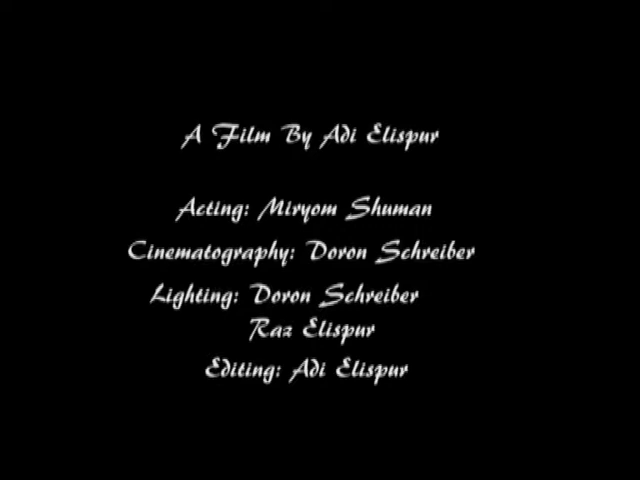 A Film By Adi Elispur
Acting: Miryom Shuman
Cinematography: Doron Schreiber
Lighting: Doron Schreiber
Raz Elispur
Editing: Adi Elispur